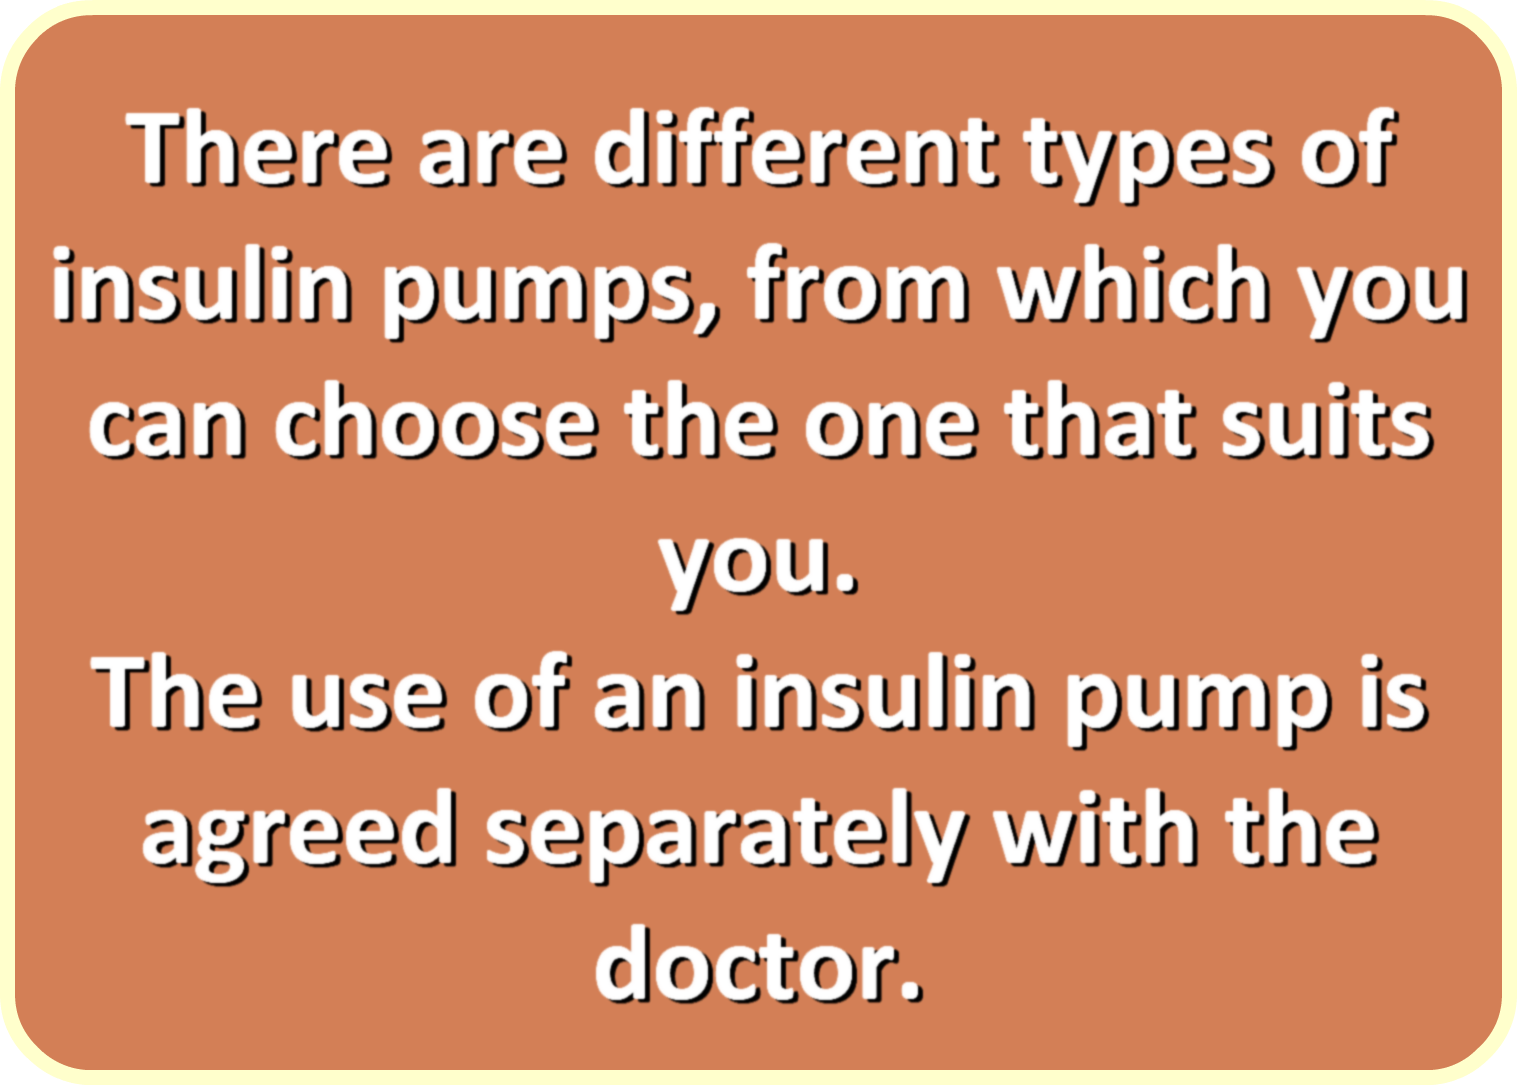 There are different types of
insulin pumps, from which you
can choose the one that suits
you.
The use of an insulin pump is
agreed separately with the
doctor.